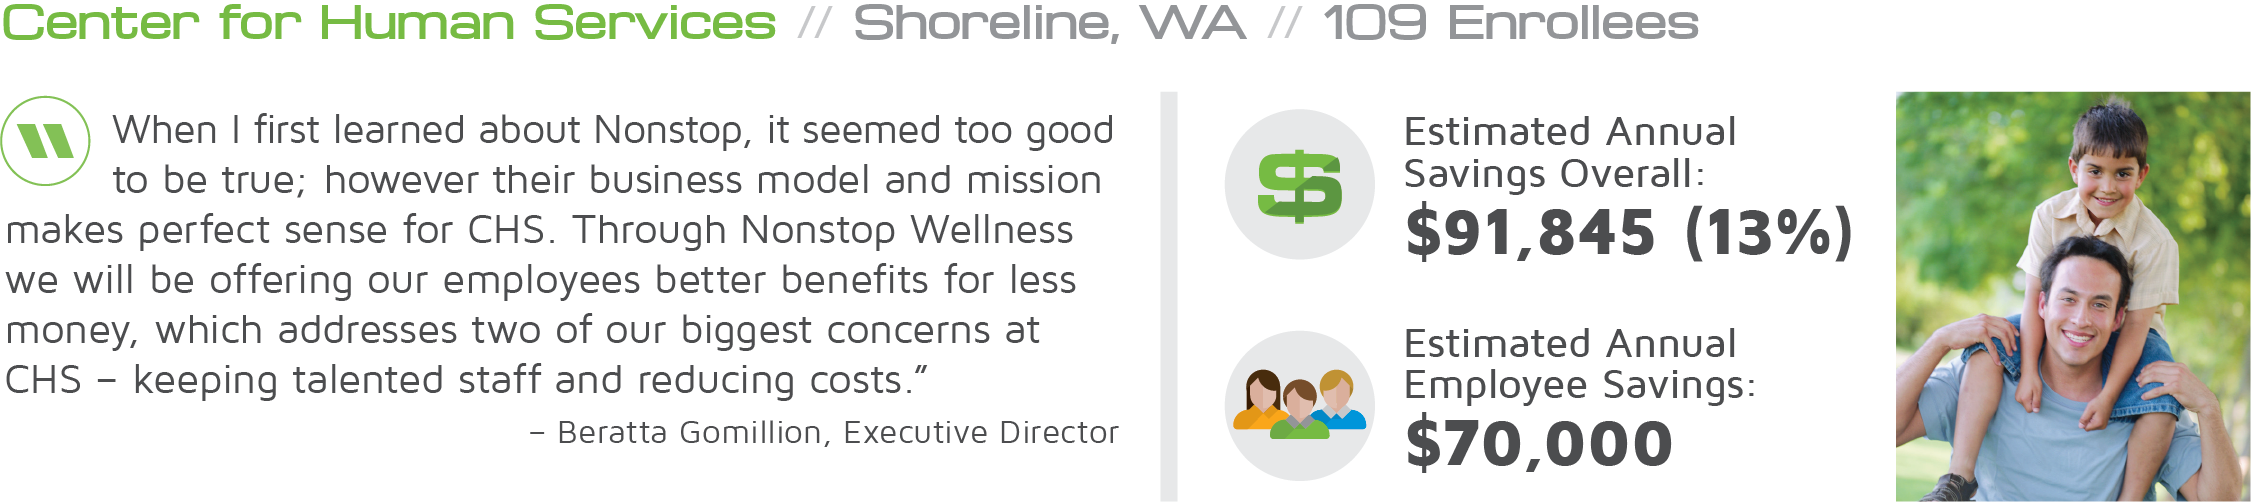 Center for Human Services // Shoreline, WA // 109 Enrollees
When I first learned about Nonstop, it seemed too good
to be true; however their business model and mission
makes perfect sense for CHS. Through Nonstop Wellness
we will be offering our employees better benefits for less
money, which addresses two of our biggest concerns at
CHS – keeping talented staff and reducing costs.”
– Beratta Gomillion, Executive Director
$
Estimated Annual
Savings Overall:
$91,845 (13%)
Estimated Annual
Employee Savings:
$70,000